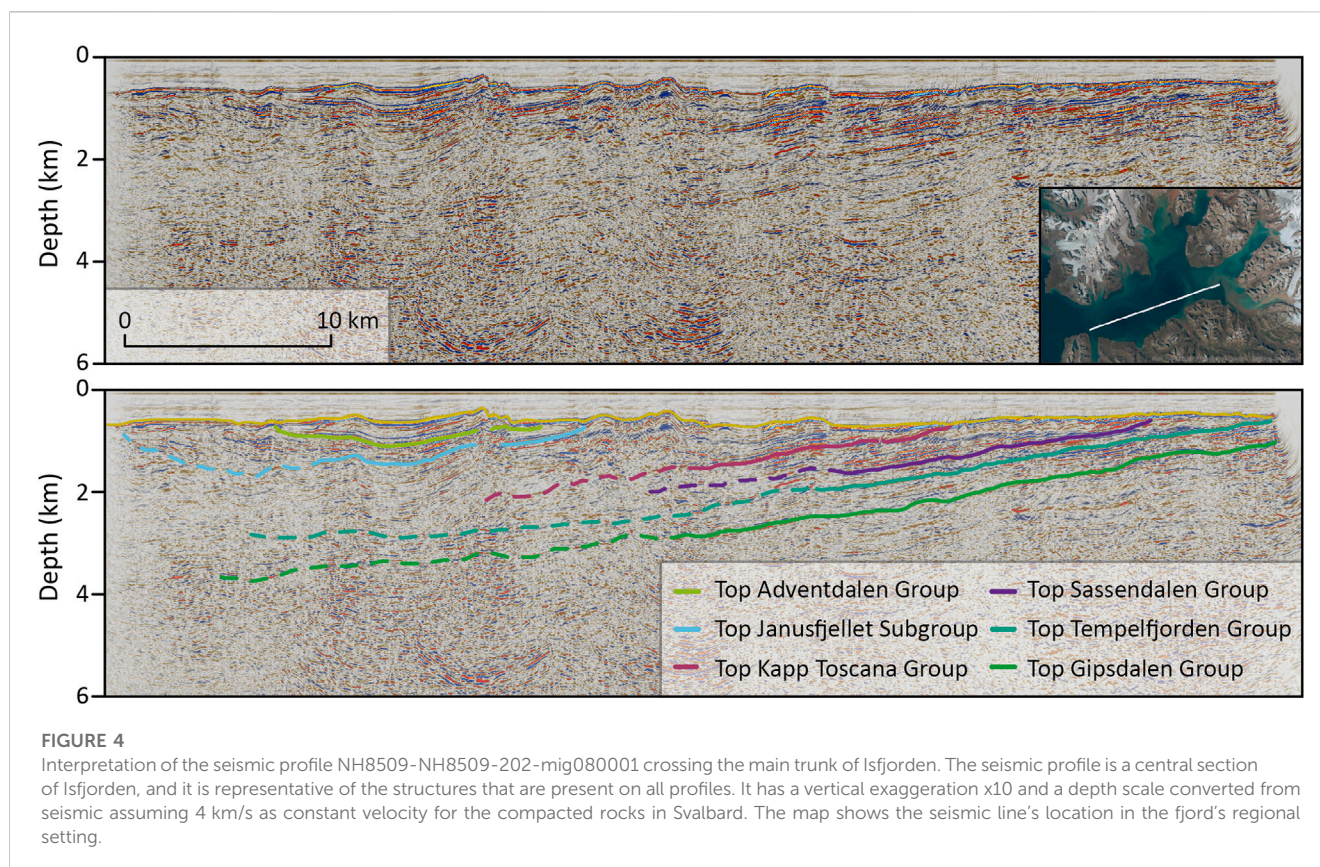 0
2
4
6
Depth (km)
0 10 km
0
2
4
6
Depth (km)
Top Adventdalen Group Top Sassendalen Group
Top Janusfjellet Subgroup Top Tempelfjorden Group
Top Kapp Toscana Group Top Gipsdalen Group
FIGURE 4
Interpretation of the seismic profile NH8509-NH8509-202-mig080001 crossing the main trunk of Isfjorden. The seismic profile is a central section
of Isfjorden, and it is representative of the structures that are present on all profiles. It has a vertical exaggeration x10 and a depth scale converted from
seismic assuming 4 km/s as constant velocity for the compacted rocks in Svalbard. The map shows the seismic line's location in the fjord's regional
setting.